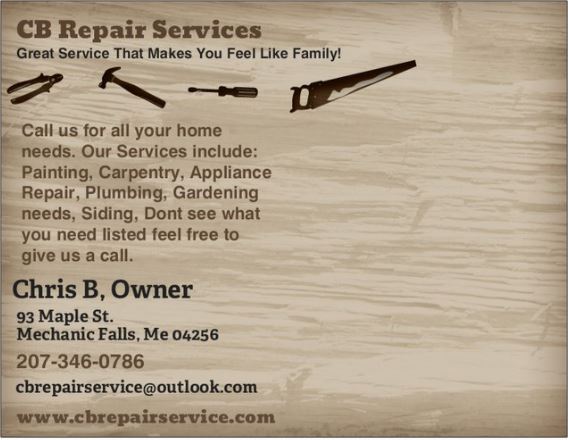 CB Repair Services
Great Service That Makes You Feel Like Family!
Call us for all your home
needs. Our Services include:
Painting, Carpentry, Appliance
Repair, Plumbing, Gardening
needs, Siding, Dont see what
you need listed feel free to
give us a call.
Chris B, Owner
93 Maple St.
Mechanic Falls, Me 04256
207-346-0786
cbrepairservice@outlook.com
www.cbrepairservice.com